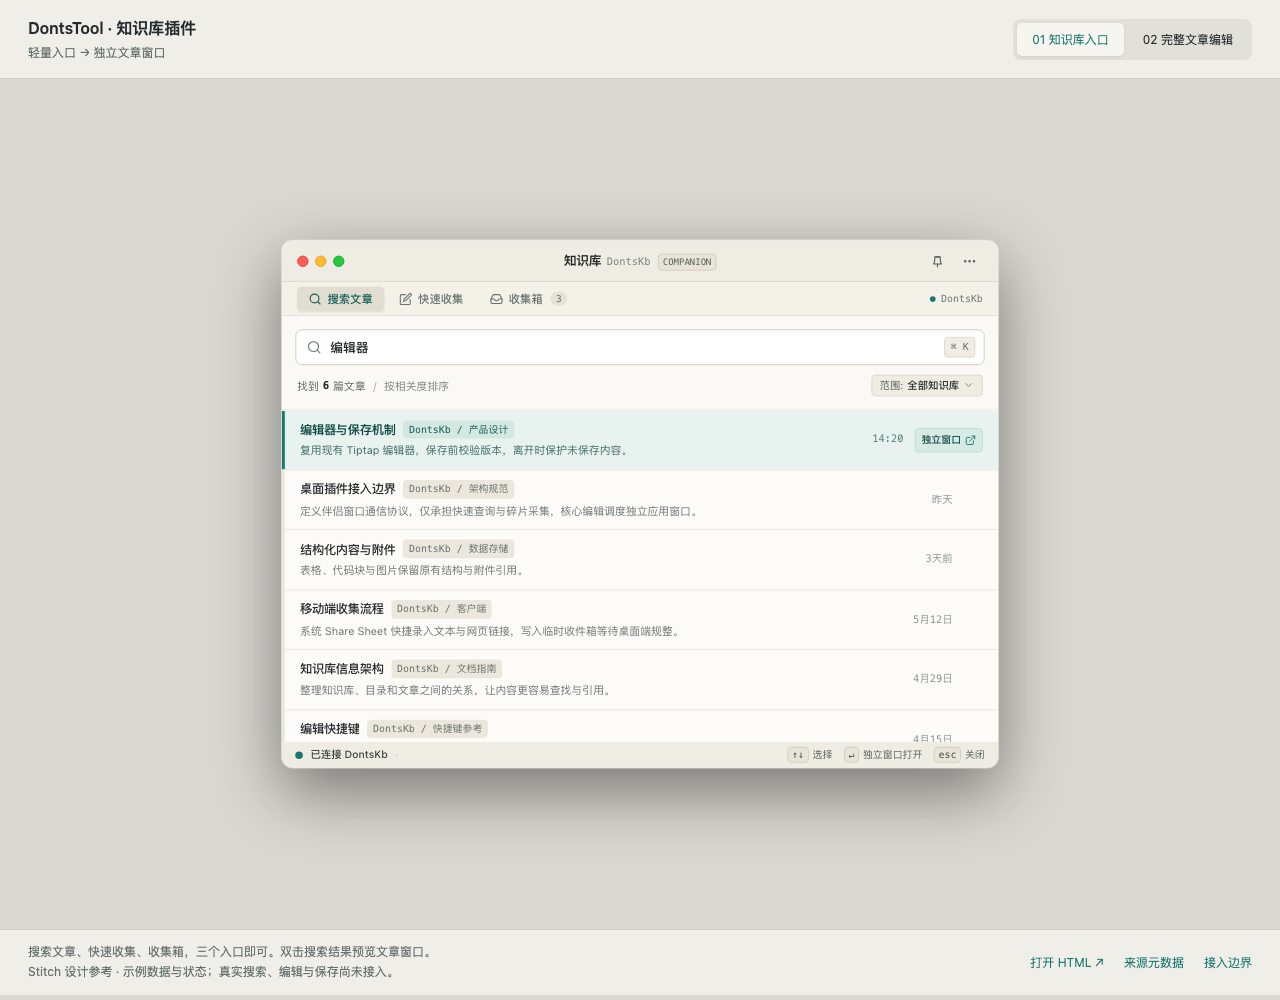 DontsTool · 知识库插件
轻量入口 → 独立文章窗口
01 知识库入口
02 完整文章编辑
知识库 DontsKb COMPANION
搜索文章
快速收集
收集箱 3
DontsKb
编辑器
⌘ K
找到 6 篇文章 / 按相关度排序
范围: 全部知识库
编辑器与保存机制 DontsKb / 产品设计
复用现有 Tiptap 编辑器，保存前校验版本，离开时保护未保存内容。
14:20
独立窗口
桌面插件接入边界 DontsKb / 架构规范
定义伴侣窗口通信协议，仅承担快速查询与碎片采集，核心编辑调度独立应用窗口。
昨天
结构化内容与附件 DontsKb / 数据存储
表格、代码块与图片保留原有结构与附件引用。
3天前
移动端收集流程 DontsKb / 客户端
系统 Share Sheet 快捷录入文本与网页链接，写入临时收件箱等待桌面端规整。
5月12日
知识库信息架构 DontsKb / 文档指南
整理知识库、目录和文章之间的关系，让内容更容易查找与引用。
4月29日
编辑快捷键 DontsKb / 快捷键参考
4月15日
已连接 DontsKb ·
↑↓ 选择
↵ 独立窗口打开
esc 关闭
搜索文章、快速收集、收集箱，三个入口即可。双击搜索结果预览文章窗口。
Stitch 设计参考 · 示例数据与状态；真实搜索、编辑与保存尚未接入。
打开 HTML ↗
来源元数据
接入边界